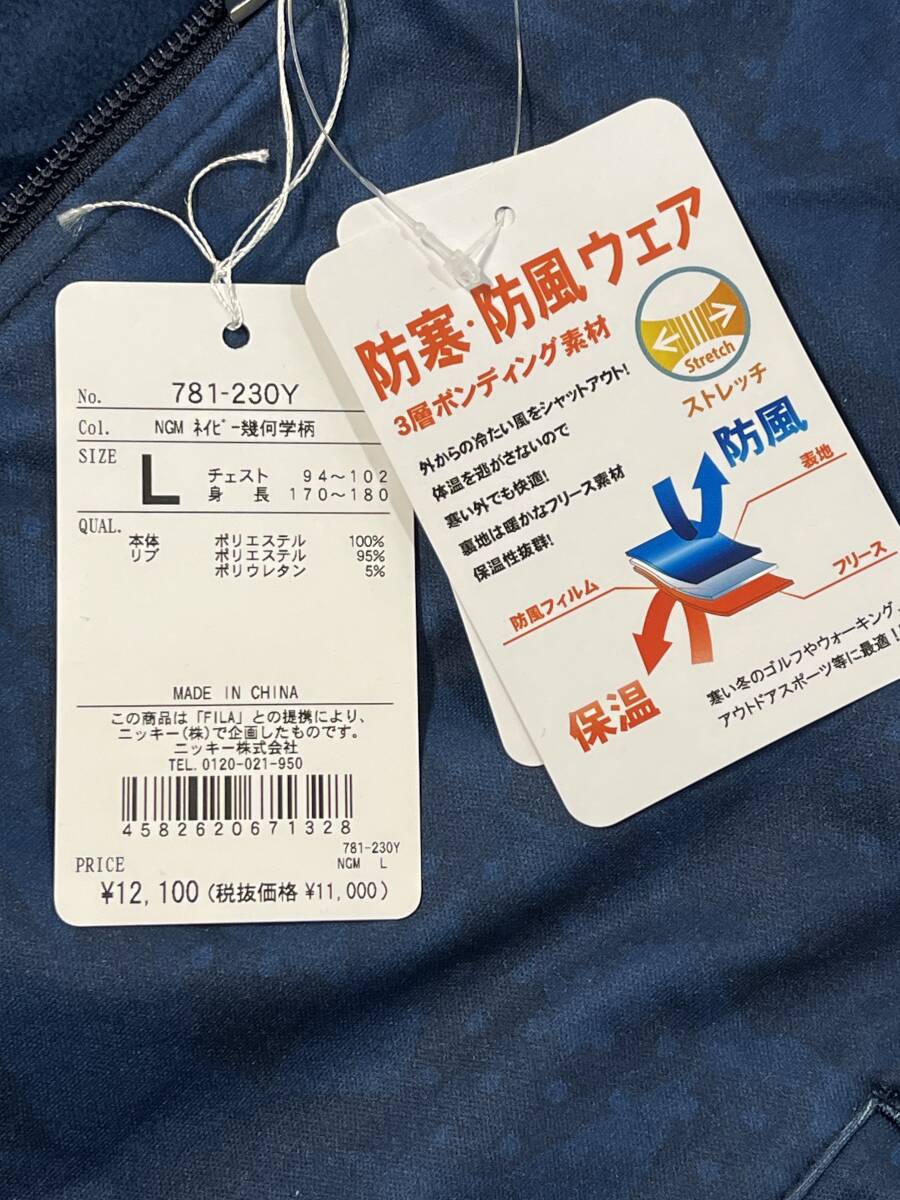 No. 781-230Y
Col. NGM ﾈｲﾋﾞｰ幾何学柄
SIZE L チェスト 94～102
身長 170～180
QUAL.
本体 ポリエステル 100%
リブ ポリエステル 95%
ポリウレタン 5%
MADE IN CHINA
この商品は「FILA」との提携により、
ニッキー(株)で企画したものです。
ニッキー株式会社
TEL. 0120-021-950
4582620671328
781-230Y
NGM L
PRICE
¥12,100 (税抜価格 ¥11,000)
防寒・防風ウェア
3層ボンディング素材
Stretch
ストレッチ
外からの冷たい風をシャットアウト!
体温を逃がさないので
寒い外でも快適!
裏地は暖かなフリース素材
保温性抜群!
防風
表地
防風フィルム
フリース
保温
寒い冬のゴルフやウォーキング、
アウトドアスポーツ等に最適!!